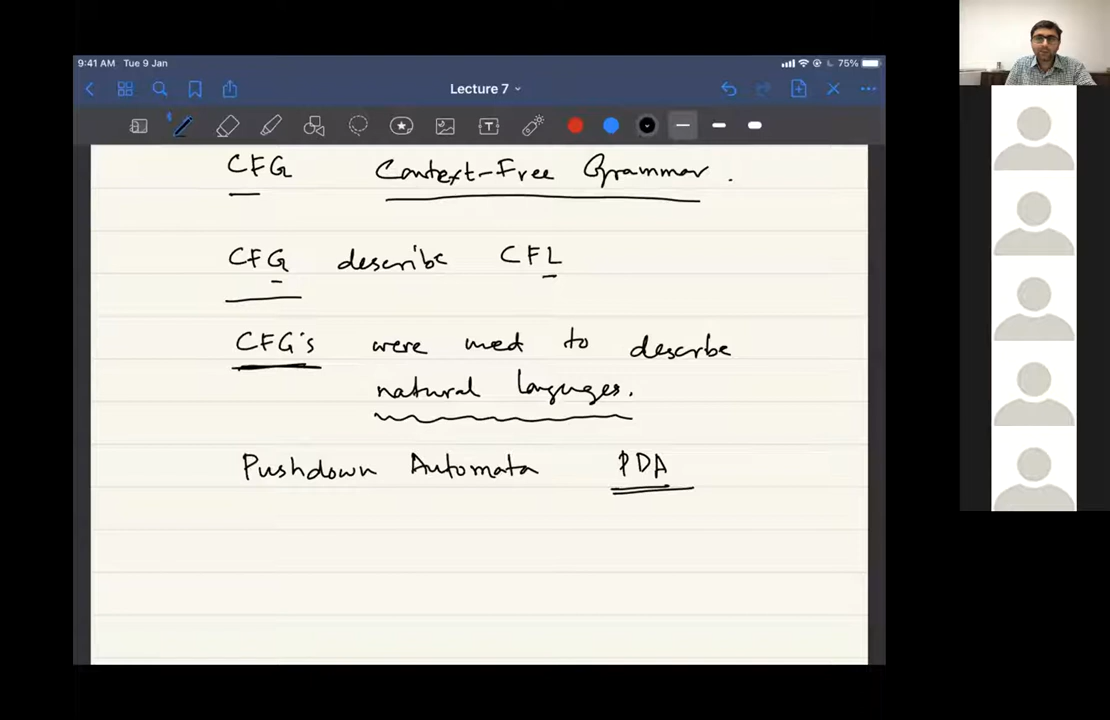 9:41 AM Tue 9 Jan
75%
Lecture 7
CFG Context-Free Grammar.
CFG describe CFL
CFG's were used to describe
natural languages.
Pushdown Automata PDA